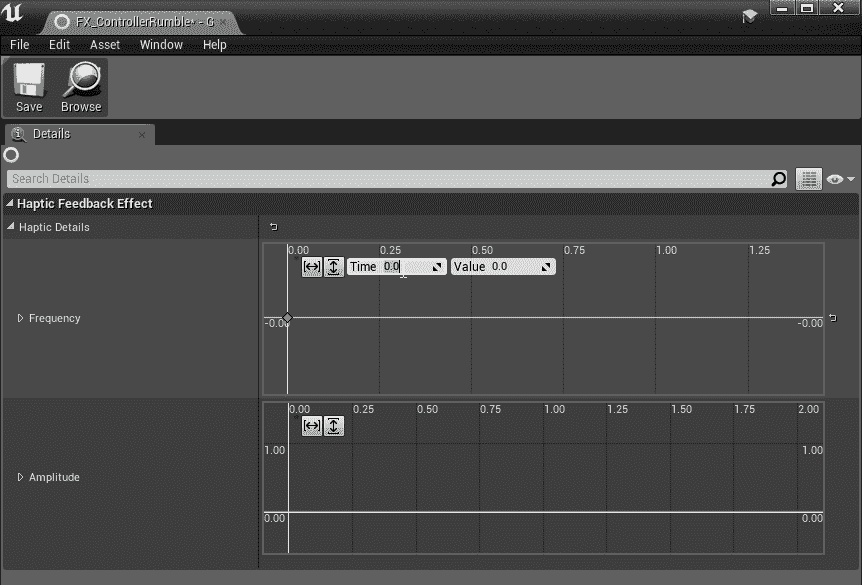 FX_ControllerRumble* - G
File Edit Asset Window Help
Save Browse
Details
Search Details
Haptic Feedback Effect
Haptic Details
0.00 0.25 0.50 0.75 1.00 1.25
Time 0.0 Value 0.0
Frequency
-0.00 -0.00
0.00 0.25 0.50 0.75 1.00 1.25 1.50 1.75 2.00
1.00 1.00
Amplitude
0.00 0.00